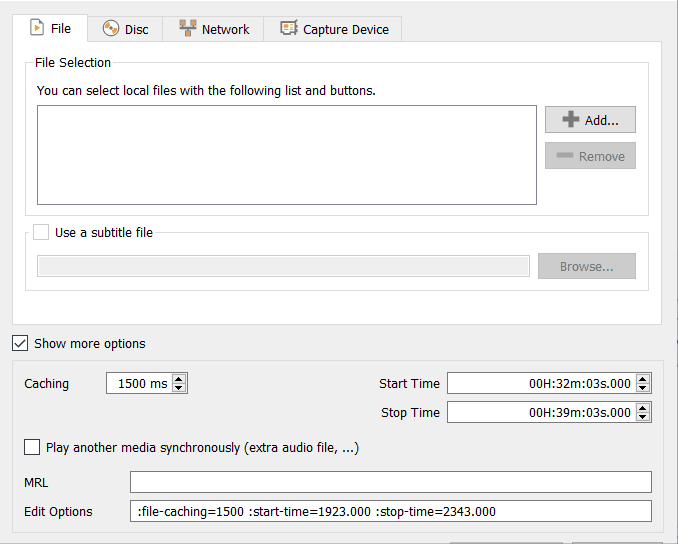 File Disc Network Capture Device
File Selection
You can select local files with the following list and buttons.
Add...
Remove
Use a subtitle file
Browse...
Show more options
Caching 1500 ms Start Time 00H:32m:03s.000
Stop Time 00H:39m:03s.000
Play another media synchronously (extra audio file, ...)
MRL
Edit Options :file-caching=1500 :start-time=1923.000 :stop-time=2343.000